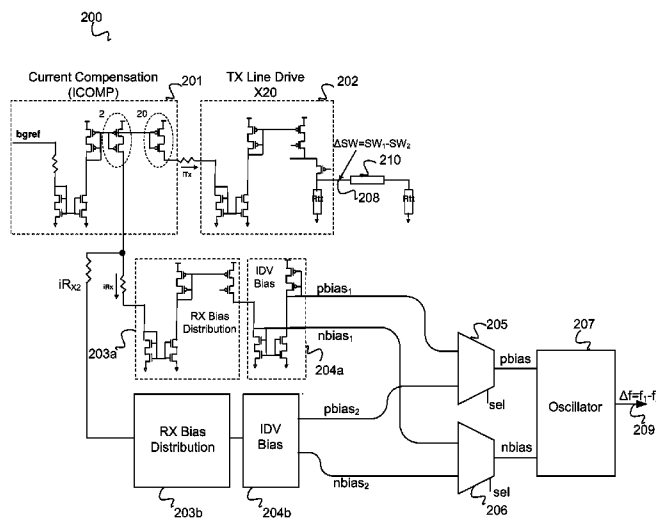 200
Current Compensation
(ICOMP)
201
TX Line Drive
X20
202
bgref
2
20
iTx
ΔSW=SW1-SW2
210
208
Rtt
Rtt
iRX2
iRx
RX Bias
Distribution
203a
IDV
Bias
204a
pbias1
nbias1
205
pbias
sel
207
Oscillator
Δf=f1-f
209
RX Bias
Distribution
203b
IDV
Bias
204b
pbias2
nbias2
nbias
sel
206